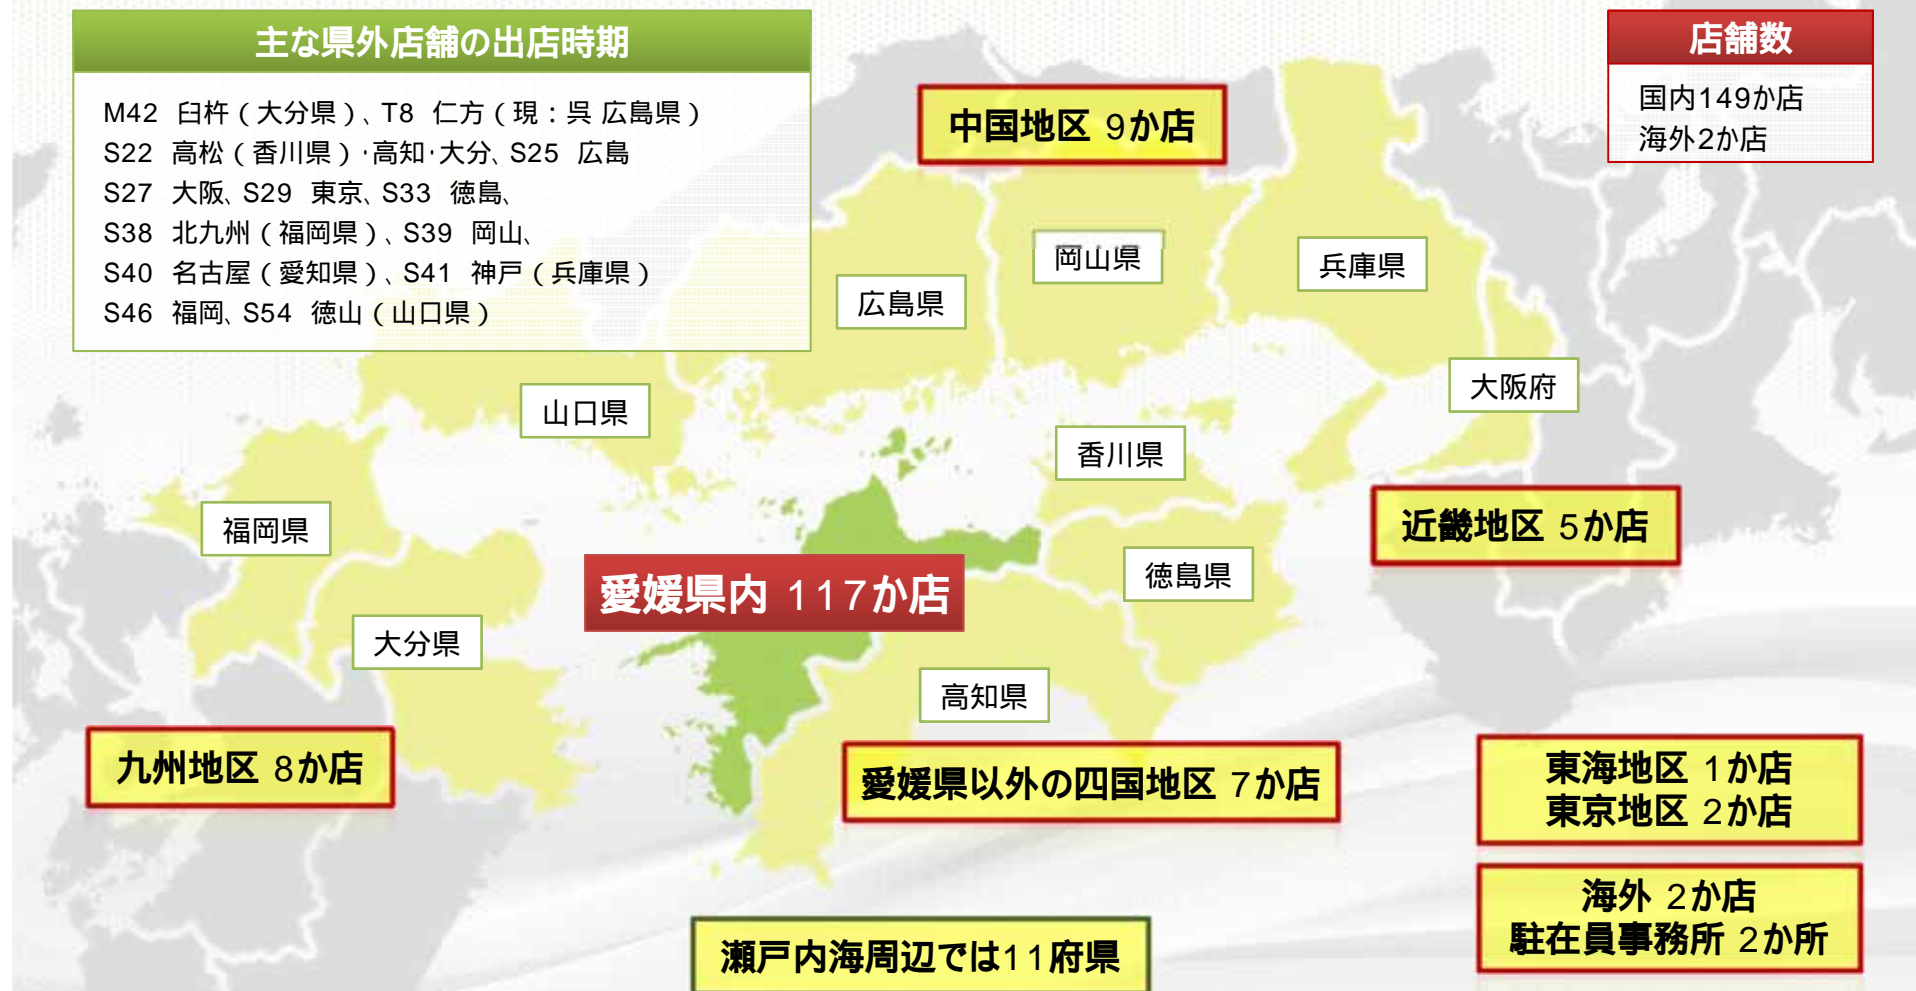 主な県外店舗の出店時期
M42 臼杵(大分県)、T8 仁方(現:呉 広島県)
S22 高松(香川県)・高知・大分、S25 広島
S27 大阪、S29 東京、S33 徳島、
S38 北九州(福岡県)、S39 岡山、
S40 名古屋(愛知県)、S41 神戸(兵庫県)
S46 福岡、S54 徳山(山口県)
店舗数
国内149か店
海外2か店
中国地区 9か店
岡山県
兵庫県
広島県
大阪府
山口県
香川県
福岡県
近畿地区 5か店
愛媛県内 117か店
徳島県
大分県
高知県
九州地区 8か店
愛媛県以外の四国地区 7か店
東海地区 1か店
東京地区 2か店
海外 2か店
駐在員事務所 2か所
瀬戸内海周辺では11府県